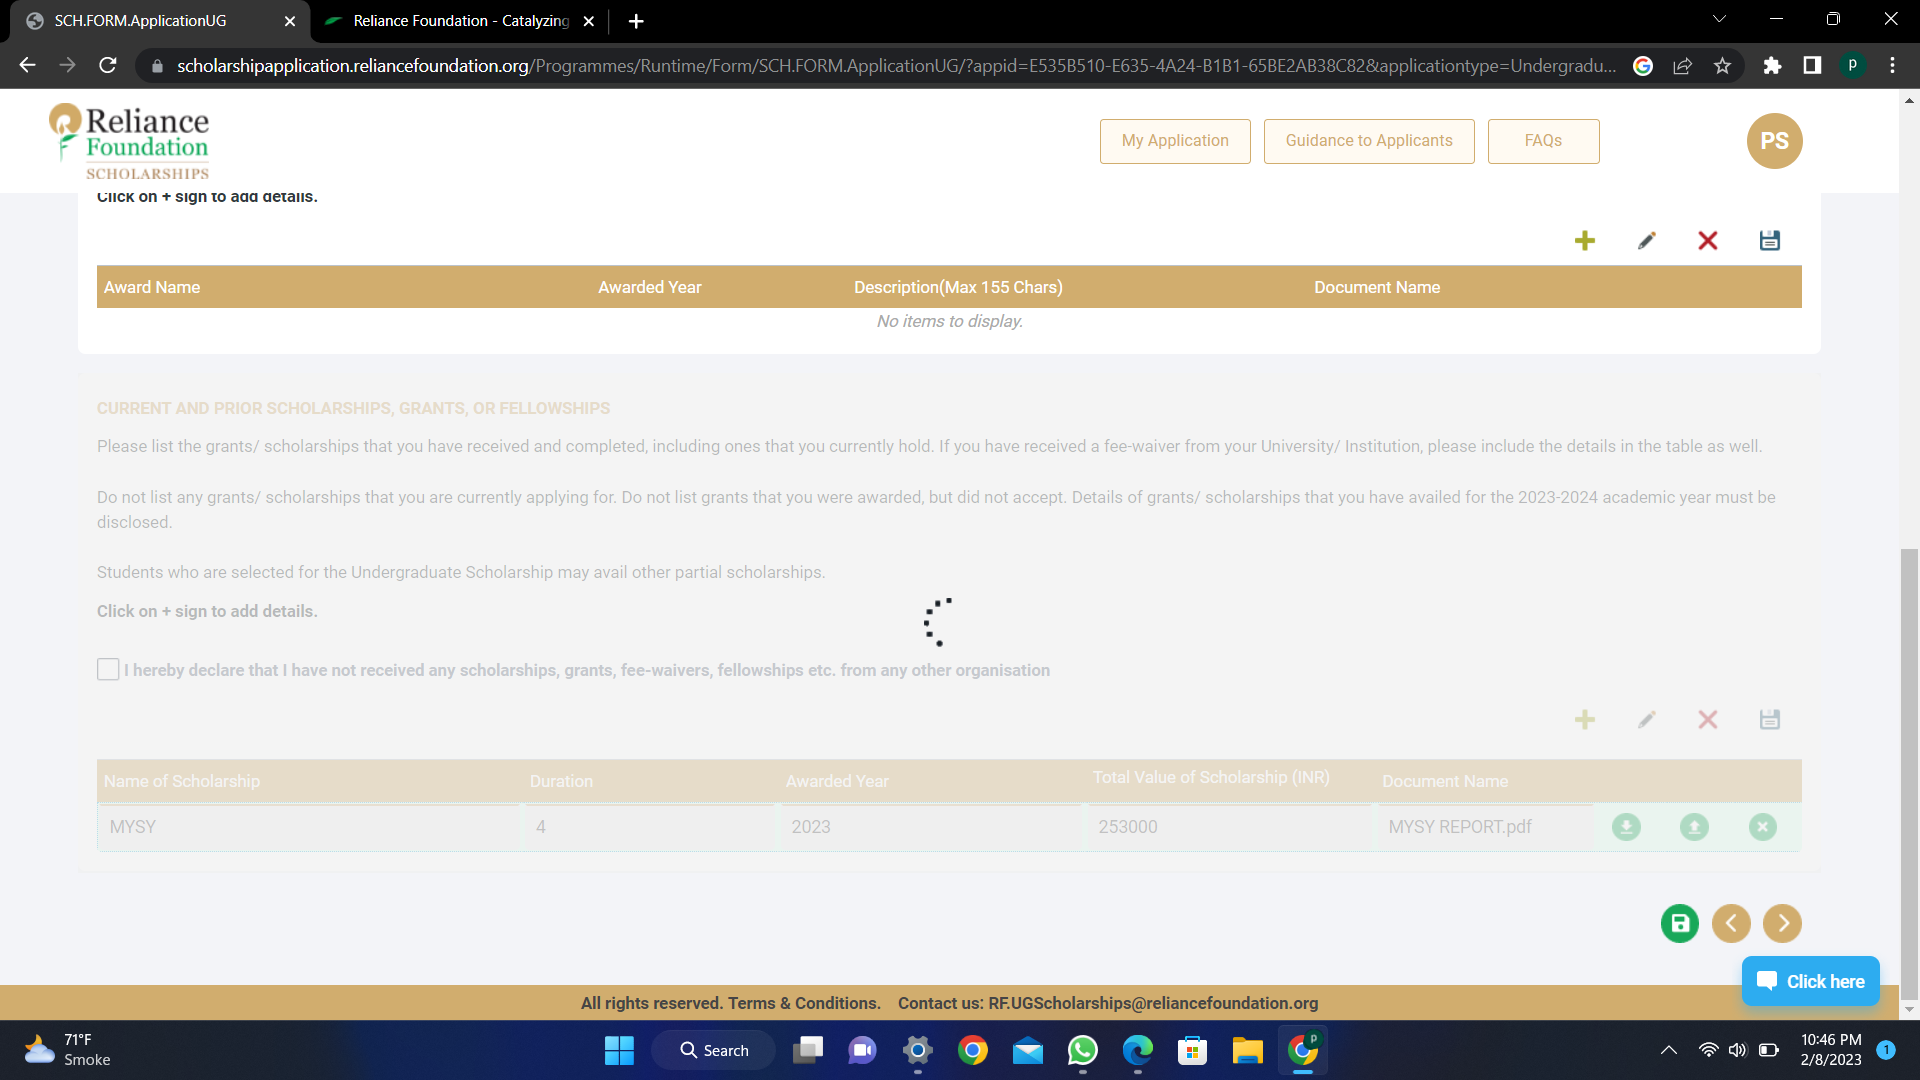 SCH.FORM.ApplicationUG
Reliance Foundation - Catalyzing
scholarshipapplication.reliancefoundation.org/Programmes/Runtime/Form/SCH.FORM.ApplicationUG/?appid=E535B510-E635-4A24-B1B1-65BE2AB38C82&applicationtype=Undergradu...
P
Reliance
Foundation
SCHOLARSHIPS
My Application
Guidance to Applicants
FAQs
PS
Click on + sign to add details.
Award Name
Awarded Year
Description(Max 155 Chars)
Document Name
No items to display.
CURRENT AND PRIOR SCHOLARSHIPS, GRANTS, OR FELLOWSHIPS
Please list the grants/ scholarships that you have received and completed, including ones that you currently hold. If you have received a fee-waiver from your University/ Institution, please include the details in the table as well.
Do not list any grants/ scholarships that you are currently applying for. Do not list grants that you were awarded, but did not accept. Details of grants/ scholarships that you have availed for the 2023-2024 academic year must be
disclosed.
Students who are selected for the Undergraduate Scholarship may avail other partial scholarships.
Click on + sign to add details.
I hereby declare that I have not received any scholarships, grants, fee-waivers, fellowships etc. from any other organisation
Name of Scholarship
Duration
Awarded Year
Total Value of Scholarship (INR)
Document Name
MYSY
4
2023
253000
MYSY REPORT.pdf
Click here
All rights reserved. Terms & Conditions. Contact us: RF.UGScholarships@reliancefoundation.org
71°F
Smoke
Search
P
10:46 PM
2/8/2023
1